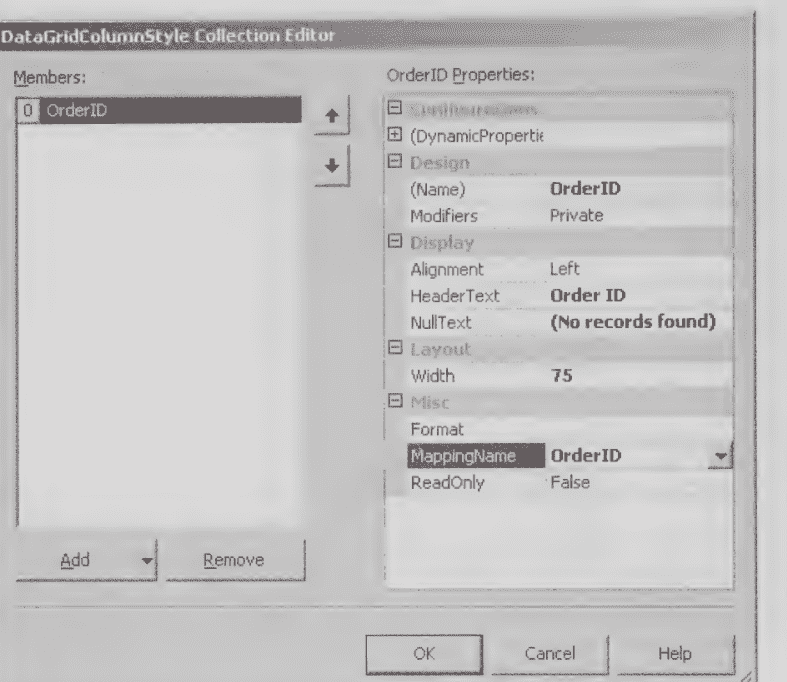 DataGridColumnStyle Collection Editor
Members:
0 OrderID
Add
Remove
OrderID Properties:
(DynamicPropertie
Design
(Name) OrderID
Modifiers Private
Display
Alignment Left
HeaderText Order ID
NullText (No records found)
Layout
Width 75
Misc
Format
MappingName OrderID
ReadOnly False
OK
Cancel
Help